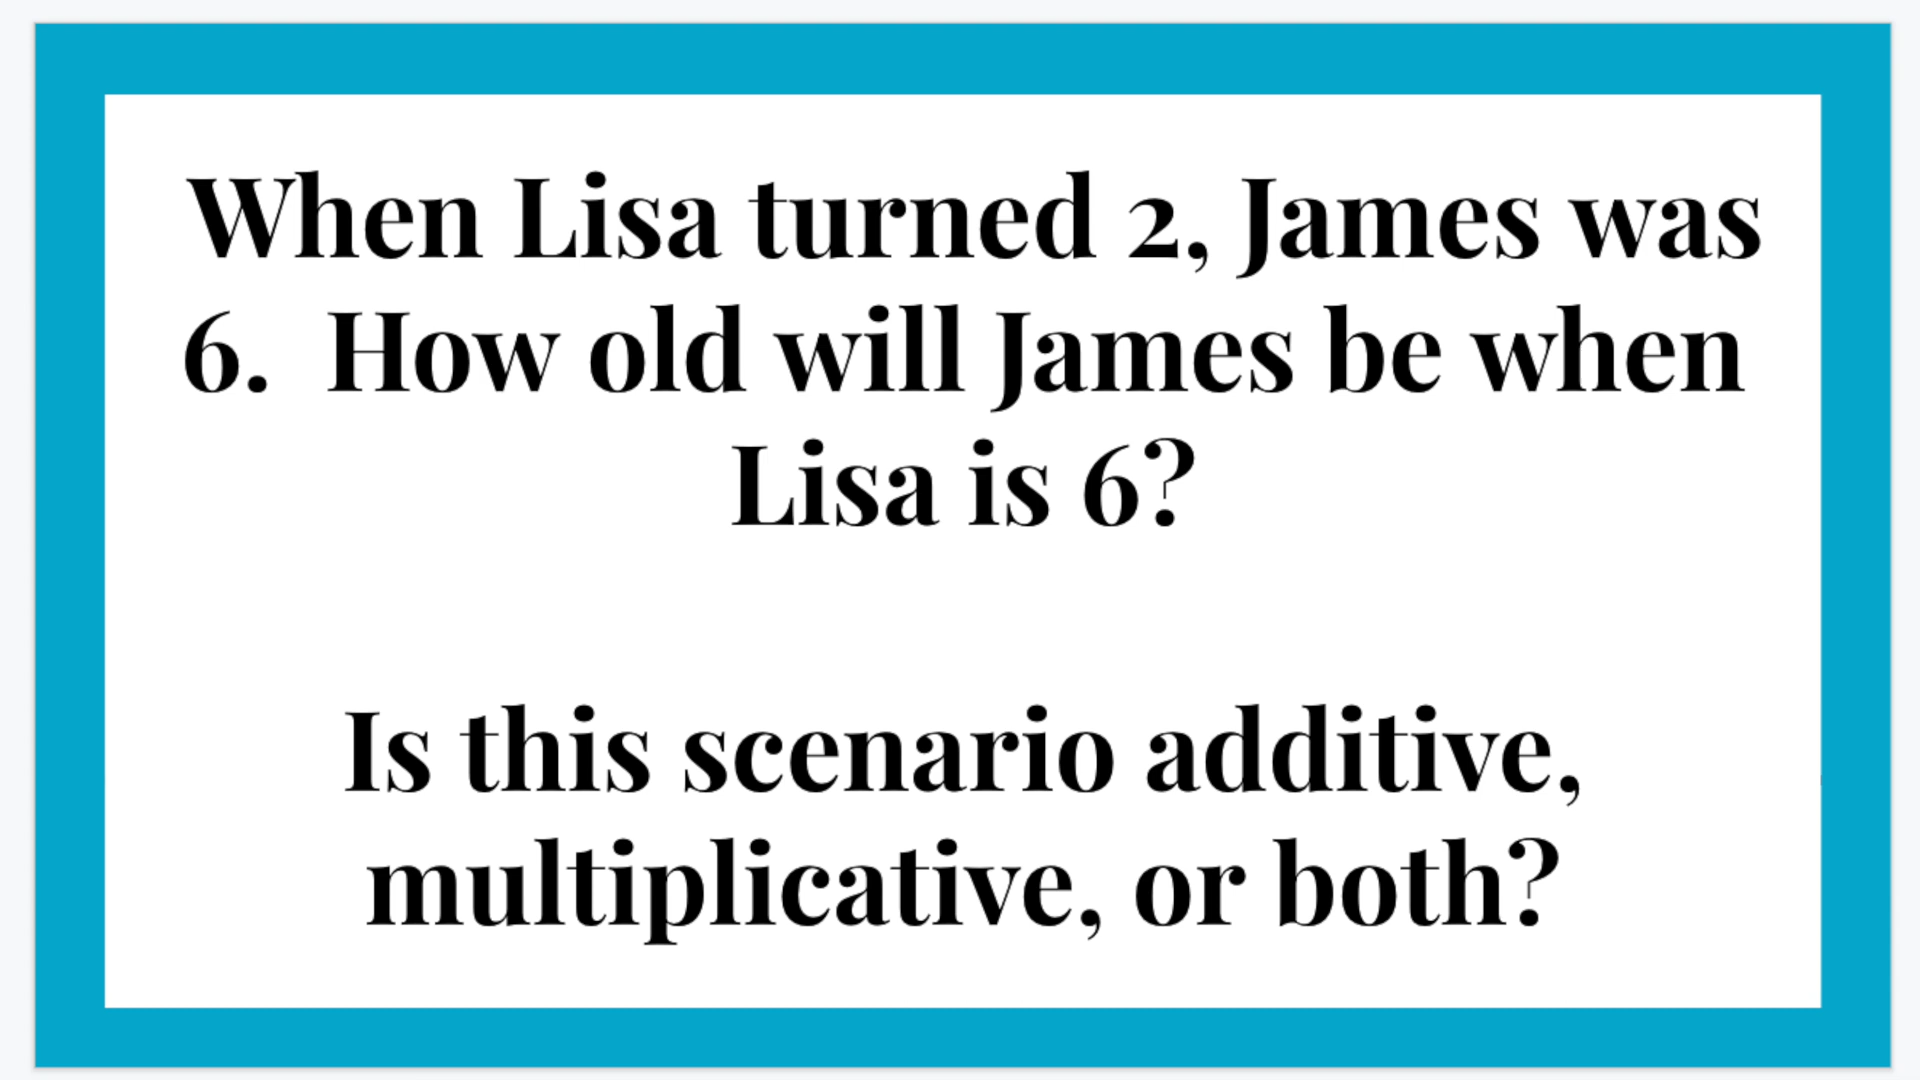 When Lisa turned 2, James was
6.  How old will James be when
Lisa is 6?
Is this scenario additive,
multiplicative, or both?